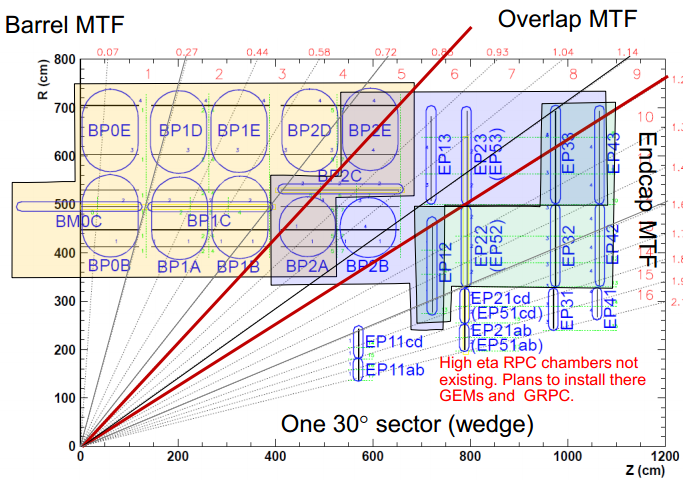 Barrel MTF
Overlap MTF
0.07 0.27 0.44 0.58 0.72 0.83 0.93 1.04 1.14
R (cm)
800
700
600
500
400
300
200
100
0
1 2 3 4 5 6 7 8 9
10
15
16
BP0E BP1D BP1E BP2D BP2E
EP13 EP23 (EP53) EP33 EP43
BP2C
BM0C BP1C
BP0B BP1A BP1B BP2A BP2B
EP12 EP22 (EP52) EP32 EP42
Endcap MTF
EP21cd
(EP51cd)
EP31 EP41
EP21ab
(EP51ab)
EP11cd
EP11ab
High eta RPC chambers not
existing. Plans to install there
GEMs and GRPC.
One 30° sector (wedge)
0 200 400 600 800 1000 1200
Z (cm)